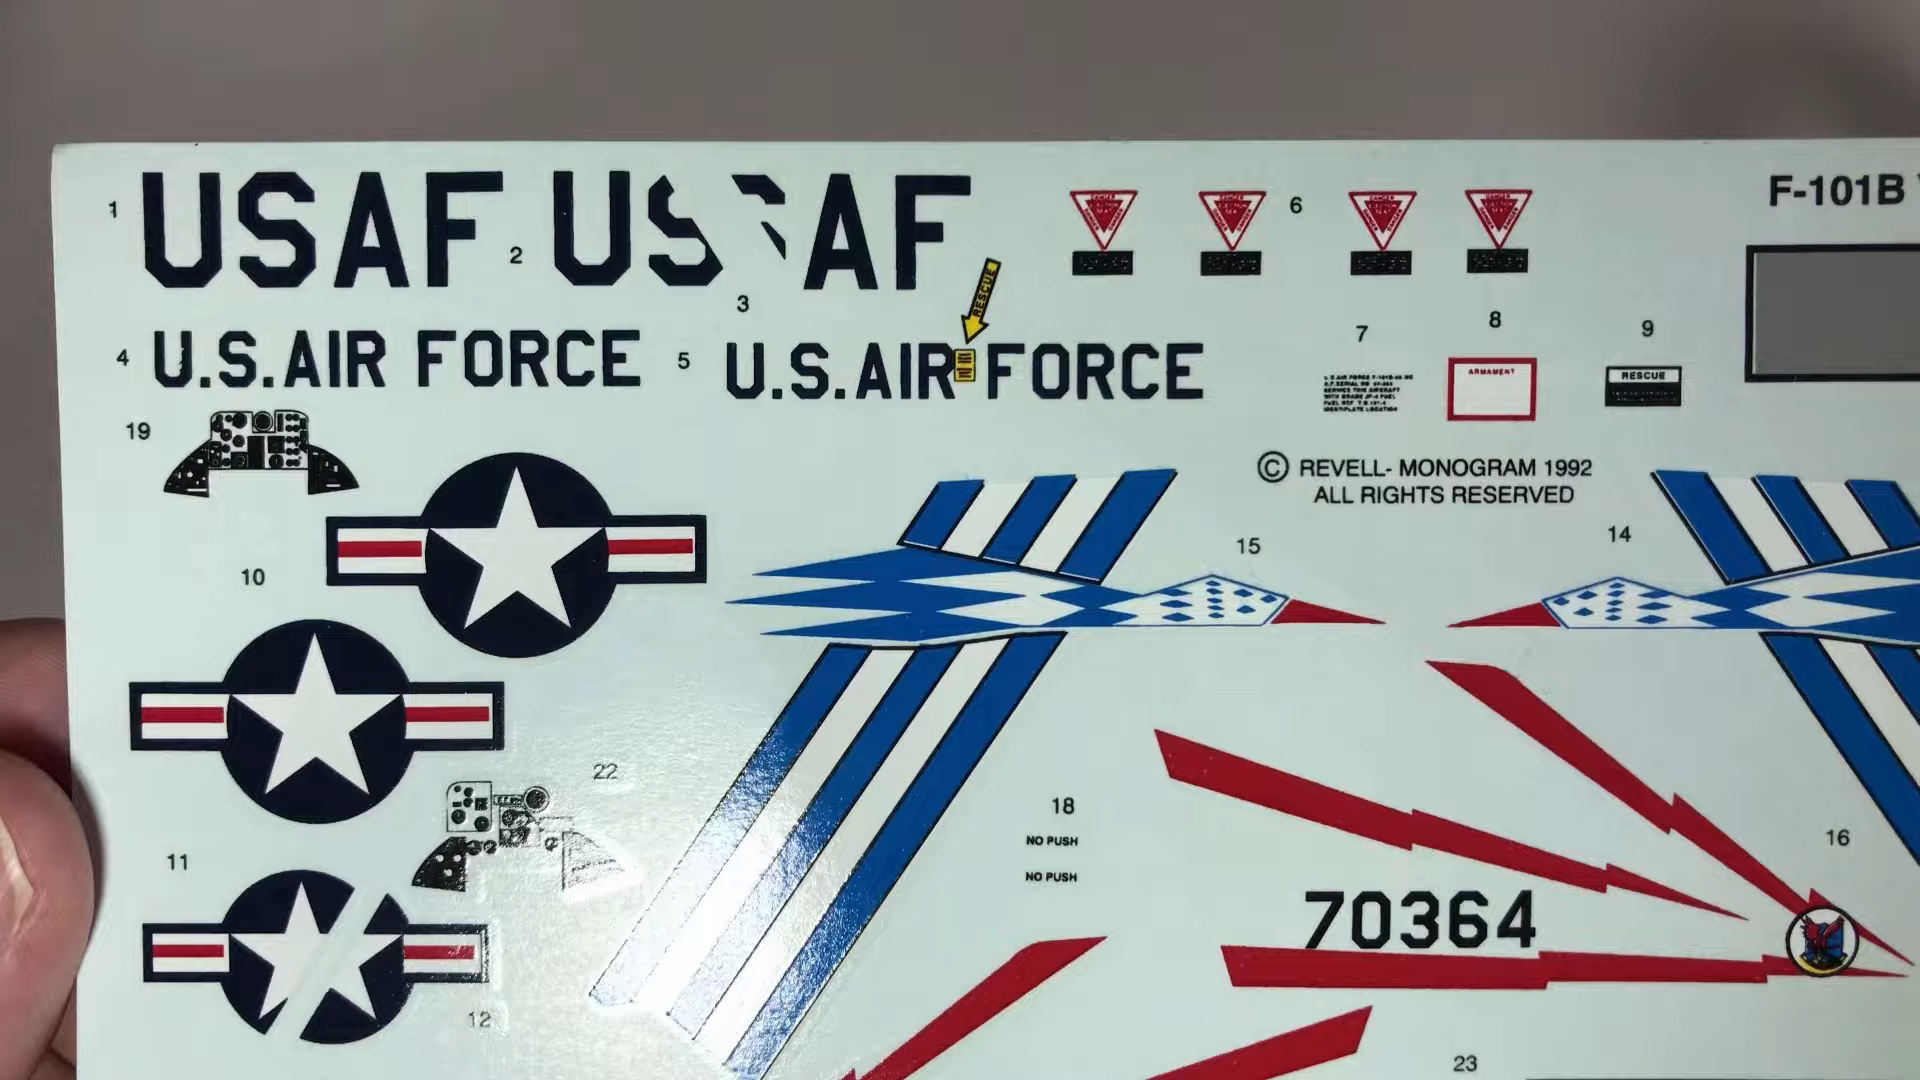 1 USAF
2 USAF
3
6
F-101B
4 U.S.AIR FORCE
5 U.S.AIR FORCE
RESCUE
7
8
9
ARMAMENT
RESCUE
19
© REVELL- MONOGRAM 1992
ALL RIGHTS RESERVED
10
15
14
22
18
NO PUSH
NO PUSH
16
11
70364
12
23